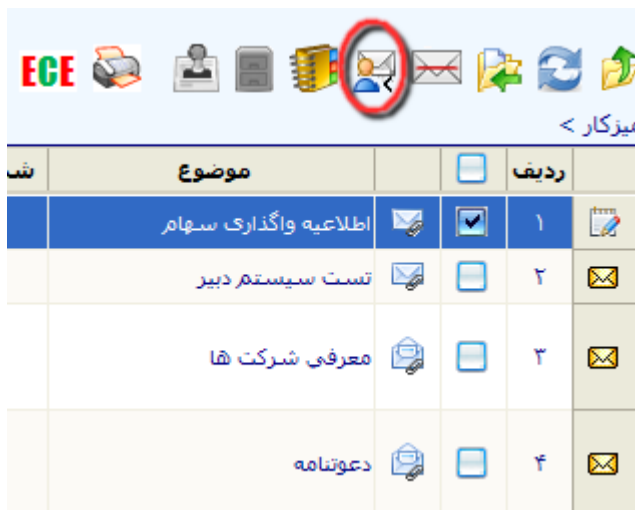 ECE
میزکار >
ردیف موضوع
۱ اطلاعیه واگذاری سهام
۲ تست سیستم دبیر
۳ معرفی شرکت ها
۴ دعوتنامه